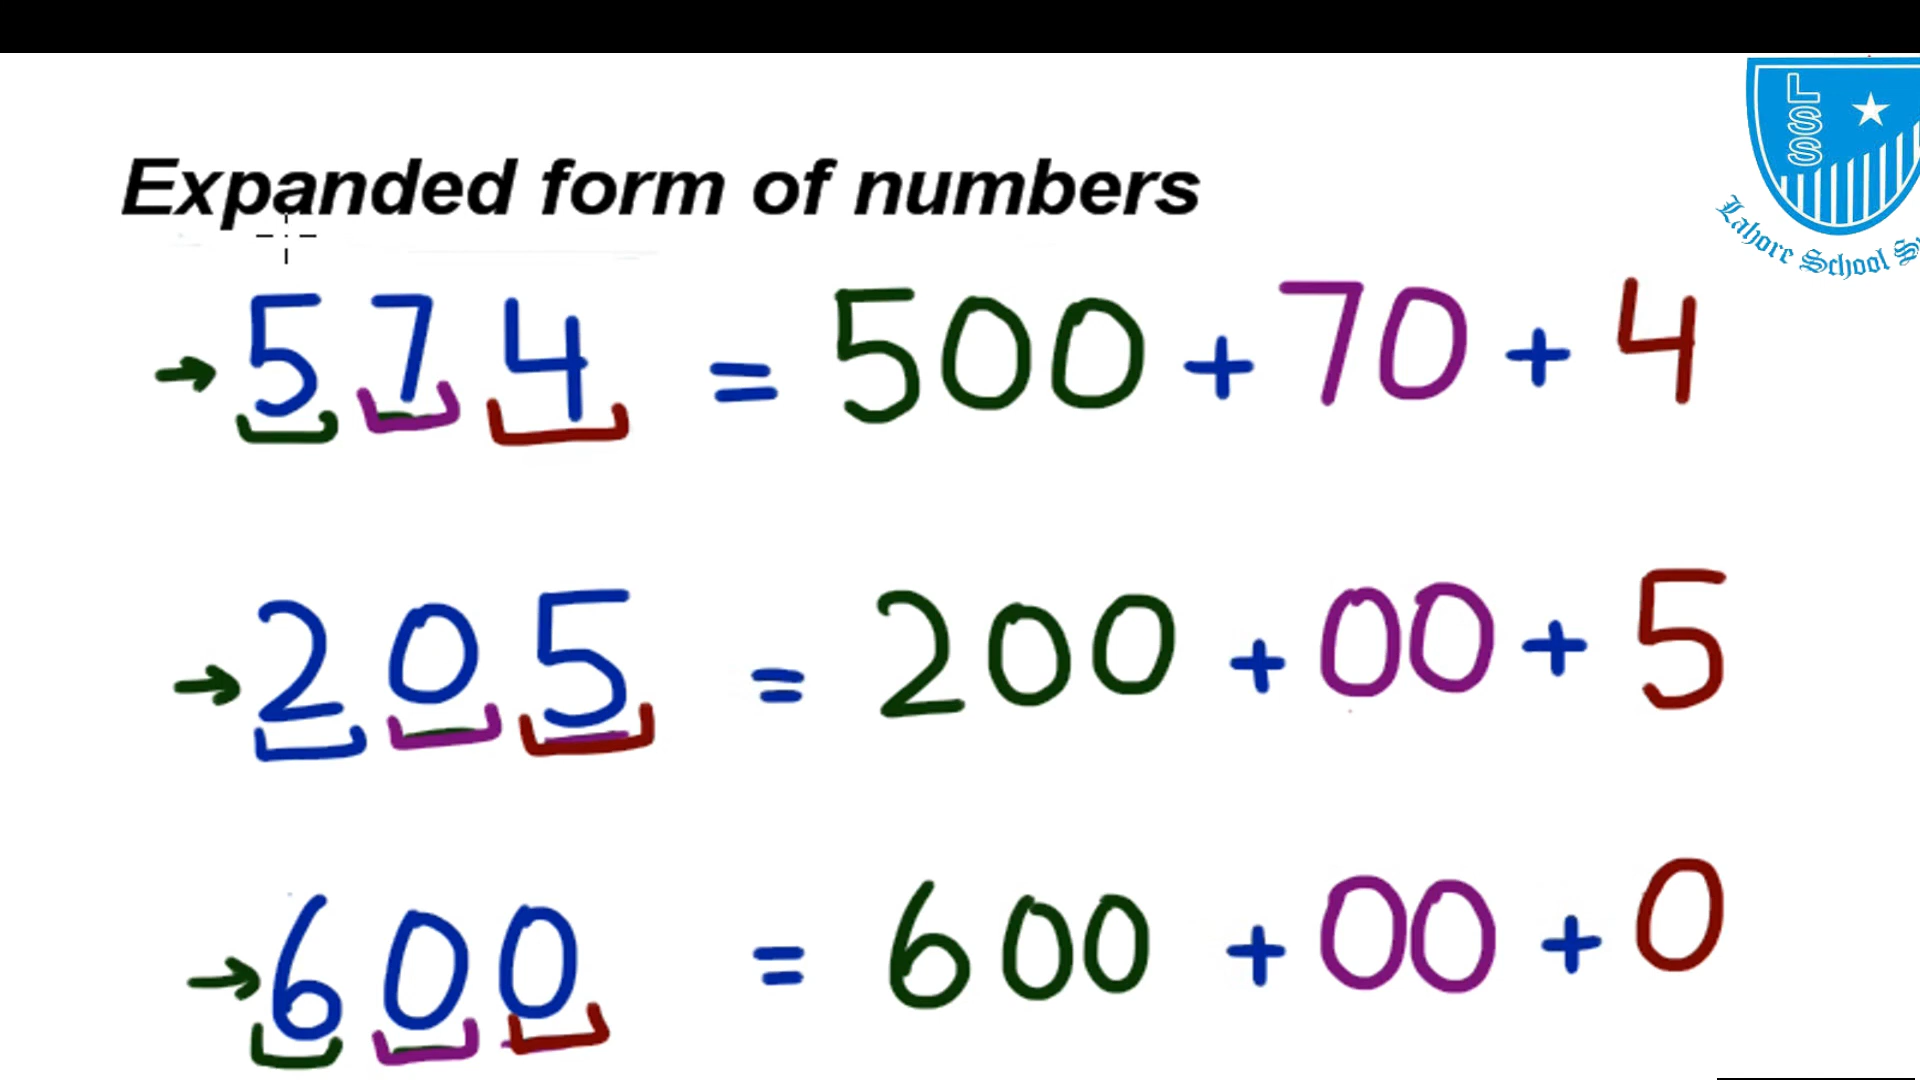 LSS
Lahore School S
Expanded form of numbers
→ 574 = 500 + 70 + 4
→ 205 = 200 + 00 + 5
→ 600 = 600 + 00 + 0